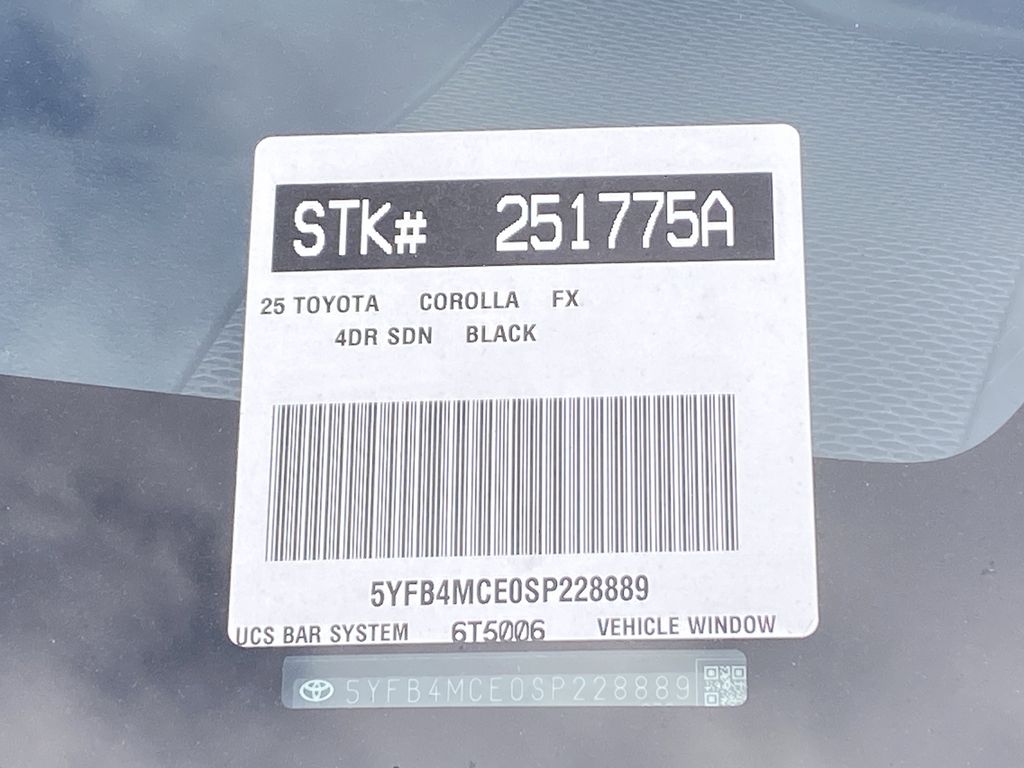 STK# 251775A
25 TOYOTA COROLLA FX
4DR SDN BLACK
5YFB4MCE0SP228889
UCS BAR SYSTEM 6T5006 VEHICLE WINDOW
5YFB4MCE0SP228889